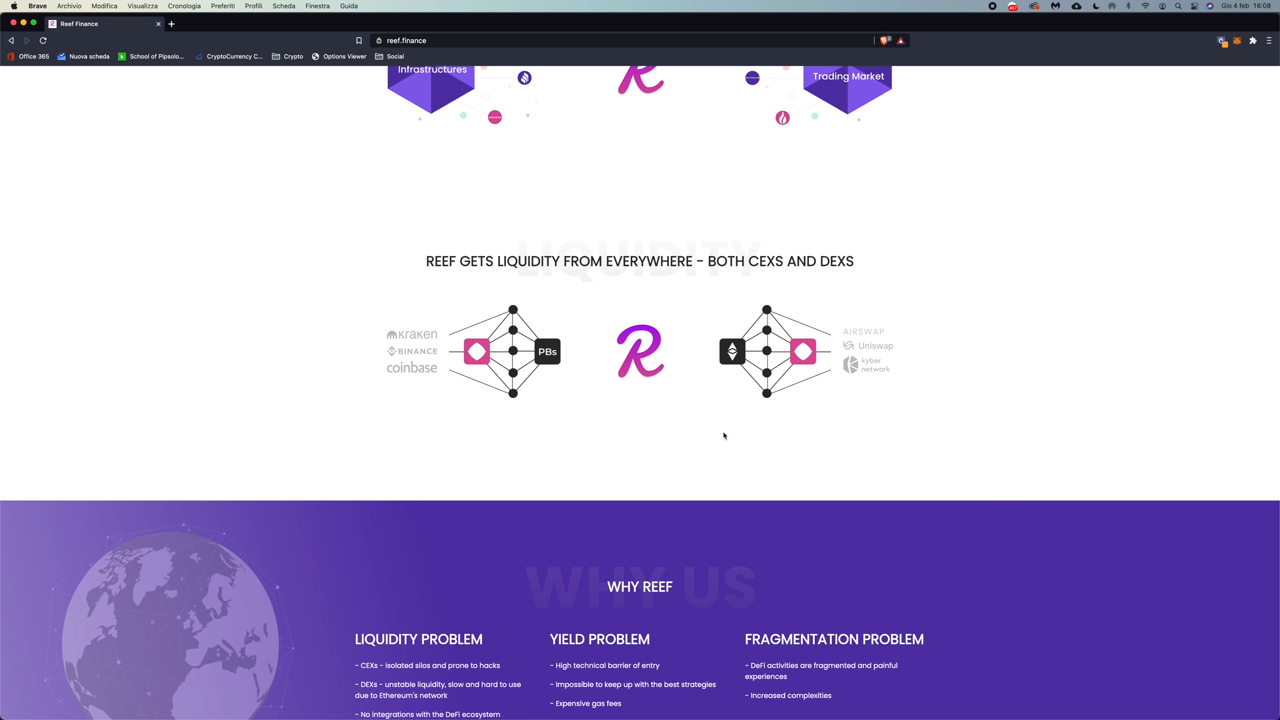 Brave Archivio Modifica Visualizza Cronologia Preferiti Profili Scheda Finestra Guida
Gio 4 feb 16:08
Reef Finance
reef.finance
Office 365 Nuova scheda School of Pipsolo... CryptoCurrency C... Crypto Options Viewer Social
Infrastructures
Trading Market
LIQUIDITY
REEF GETS LIQUIDITY FROM EVERYWHERE - BOTH CEXS AND DEXS
kraken
BINANCE
coinbase
PBs
R
AIRSWAP
Uniswap
kyber
network
WHY US
WHY REEF
LIQUIDITY PROBLEM
- CEXs - isolated silos and prone to hacks
- DEXs - unstable liquidity, slow and hard to use
due to Ethereum's network
- No integrations with the DeFi ecosystem
YIELD PROBLEM
- High technical barrier of entry
- Impossible to keep up with the best strategies
- Expensive gas fees
FRAGMENTATION PROBLEM
- DeFi activities are fragmented and painful
experiences
- Increased complexities